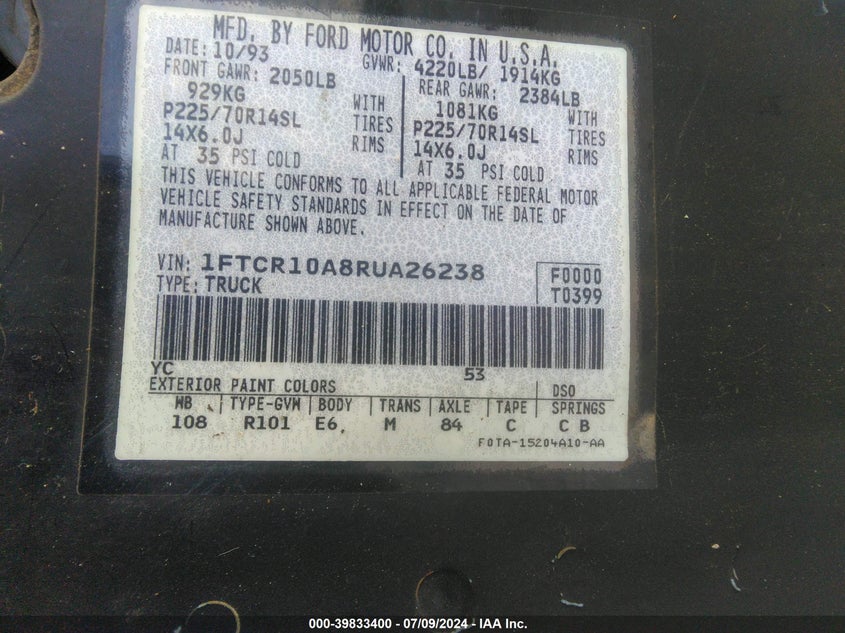 MFD. BY FORD MOTOR CO. IN U.S.A.
DATE: 10/93 GVWR: 4220LB/ 1914KG
FRONT GAWR: 2050LB REAR GAWR: 2384LB
929KG WITH 1081KG WITH
P225/70R14SL TIRES P225/70R14SL TIRES
14X6.0J RIMS 14X6.0J RIMS
AT 35 PSI COLD AT 35 PSI COLD
THIS VEHICLE CONFORMS TO ALL APPLICABLE FEDERAL MOTOR
VEHICLE SAFETY STANDARDS IN EFFECT ON THE DATE OF
MANUFACTURE SHOWN ABOVE.
VIN: 1FTCR10A8RUA26238 F0000
TYPE: TRUCK T0399
YC 53
EXTERIOR PAINT COLORS DSO
WB TYPE-GVW BODY TRANS AXLE TAPE SPRINGS
108 R101 E6 M 84 C C B
F0TA-15204A10-AA
000-39833400 - 07/09/2024 - IAA Inc.